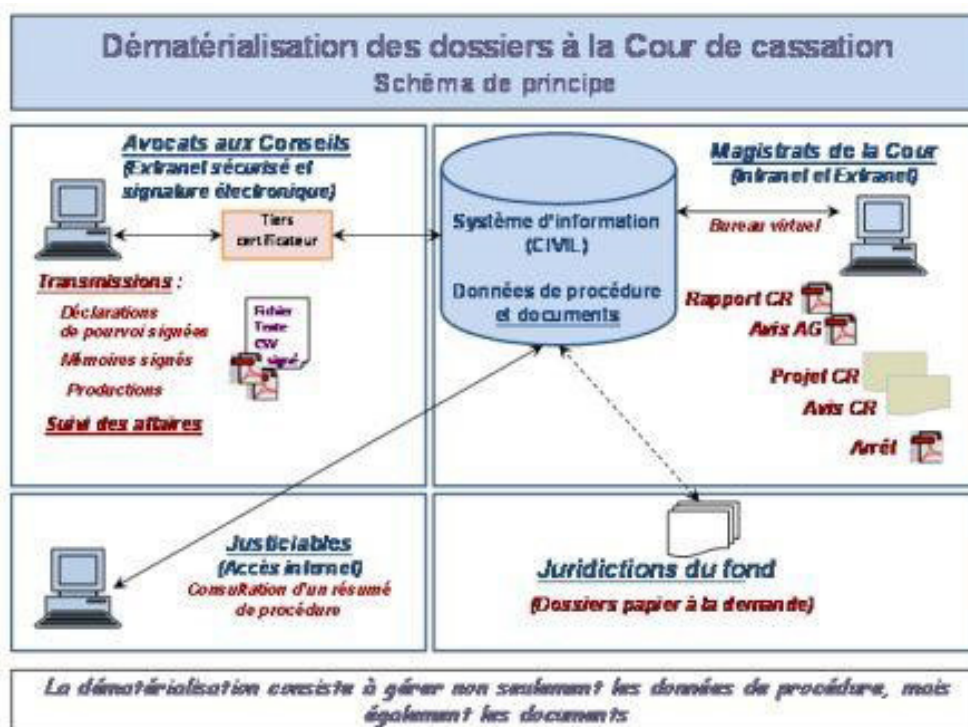 Dématérialisation des dossiers à la Cour de cassation
Schéma de principe
Avocats aux Conseils
(Extranet sécurisé et
signature électronique)
Tiers
certificateur
Transmissions :
Déclarations
de pourvoi signées
Mémoires signés
Productions
Suivi des affaires
Fichier
Texte
CSV
signé
Système d'information
(CIVIL)
Données de procédure
et documents
Magistrats de la Cour
(Intranet et Extranet)
Bureau virtuel
Rapport CR
Avis AG
Projet CR
Avis CR
Arrêt
Justiciables
(Accès internet)
Consultation d'un résumé
de procédure
Juridictions du fond
(Dossiers papier à la demande)
La dématérialisation consiste à gérer non seulement les données de procédure, mais
également les documents